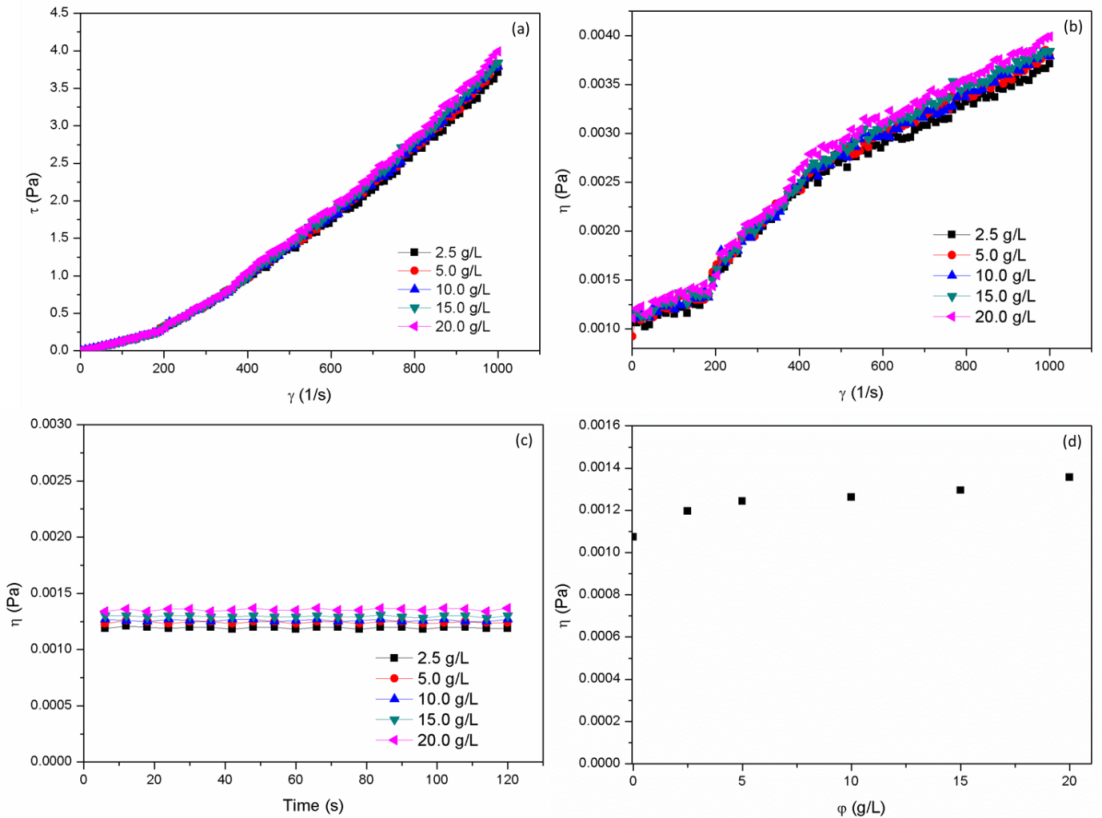 (a)
4.5
4.0
3.5
3.0
2.5
2.0
1.5
1.0
0.5
0.0
τ (Pa)
2.5 g/L
5.0 g/L
10.0 g/L
15.0 g/L
20.0 g/L
0 200 400 600 800 1000
γ (1/s)
(b)
0.0040
0.0035
0.0030
0.0025
0.0020
0.0015
0.0010
η (Pa)
2.5 g/L
5.0 g/L
10.0 g/L
15.0 g/L
20.0 g/L
0 200 400 600 800 1000
γ (1/s)
(c)
0.0030
0.0025
0.0020
0.0015
0.0010
0.0005
0.0000
η (Pa)
2.5 g/L
5.0 g/L
10.0 g/L
15.0 g/L
20.0 g/L
0 20 40 60 80 100 120
Time (s)
(d)
0.0016
0.0014
0.0012
0.0010
0.0008
0.0006
0.0004
0.0002
0.0000
η (Pa)
0 5 10 15 20
φ (g/L)